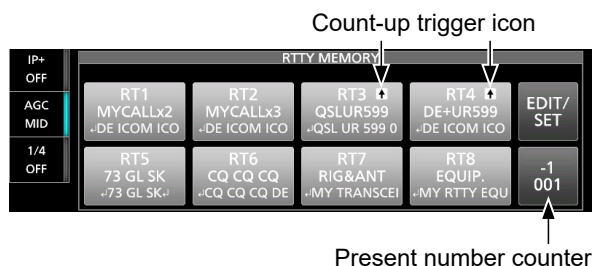 Count-up trigger icon
IP+
OFF
AGC
MID
1/4
OFF
RTTY MEMORY
RT1
MYCALLx2
↵DE ICOM ICO
RT2
MYCALLx3
↵DE ICOM ICO
RT3 ↑
QSLUR599
↵QSL UR 599 0
RT4 ↑
DE+UR599
↵DE ICOM ICO
EDIT/
SET
RT5
73 GL SK
↵73 GL SK↵
RT6
CQ CQ CQ
↵CQ CQ CQ DE
RT7
RIG&ANT
↵MY TRANSCEI
RT8
EQUIP.
↵MY RTTY EQU
-1
001
Present number counter